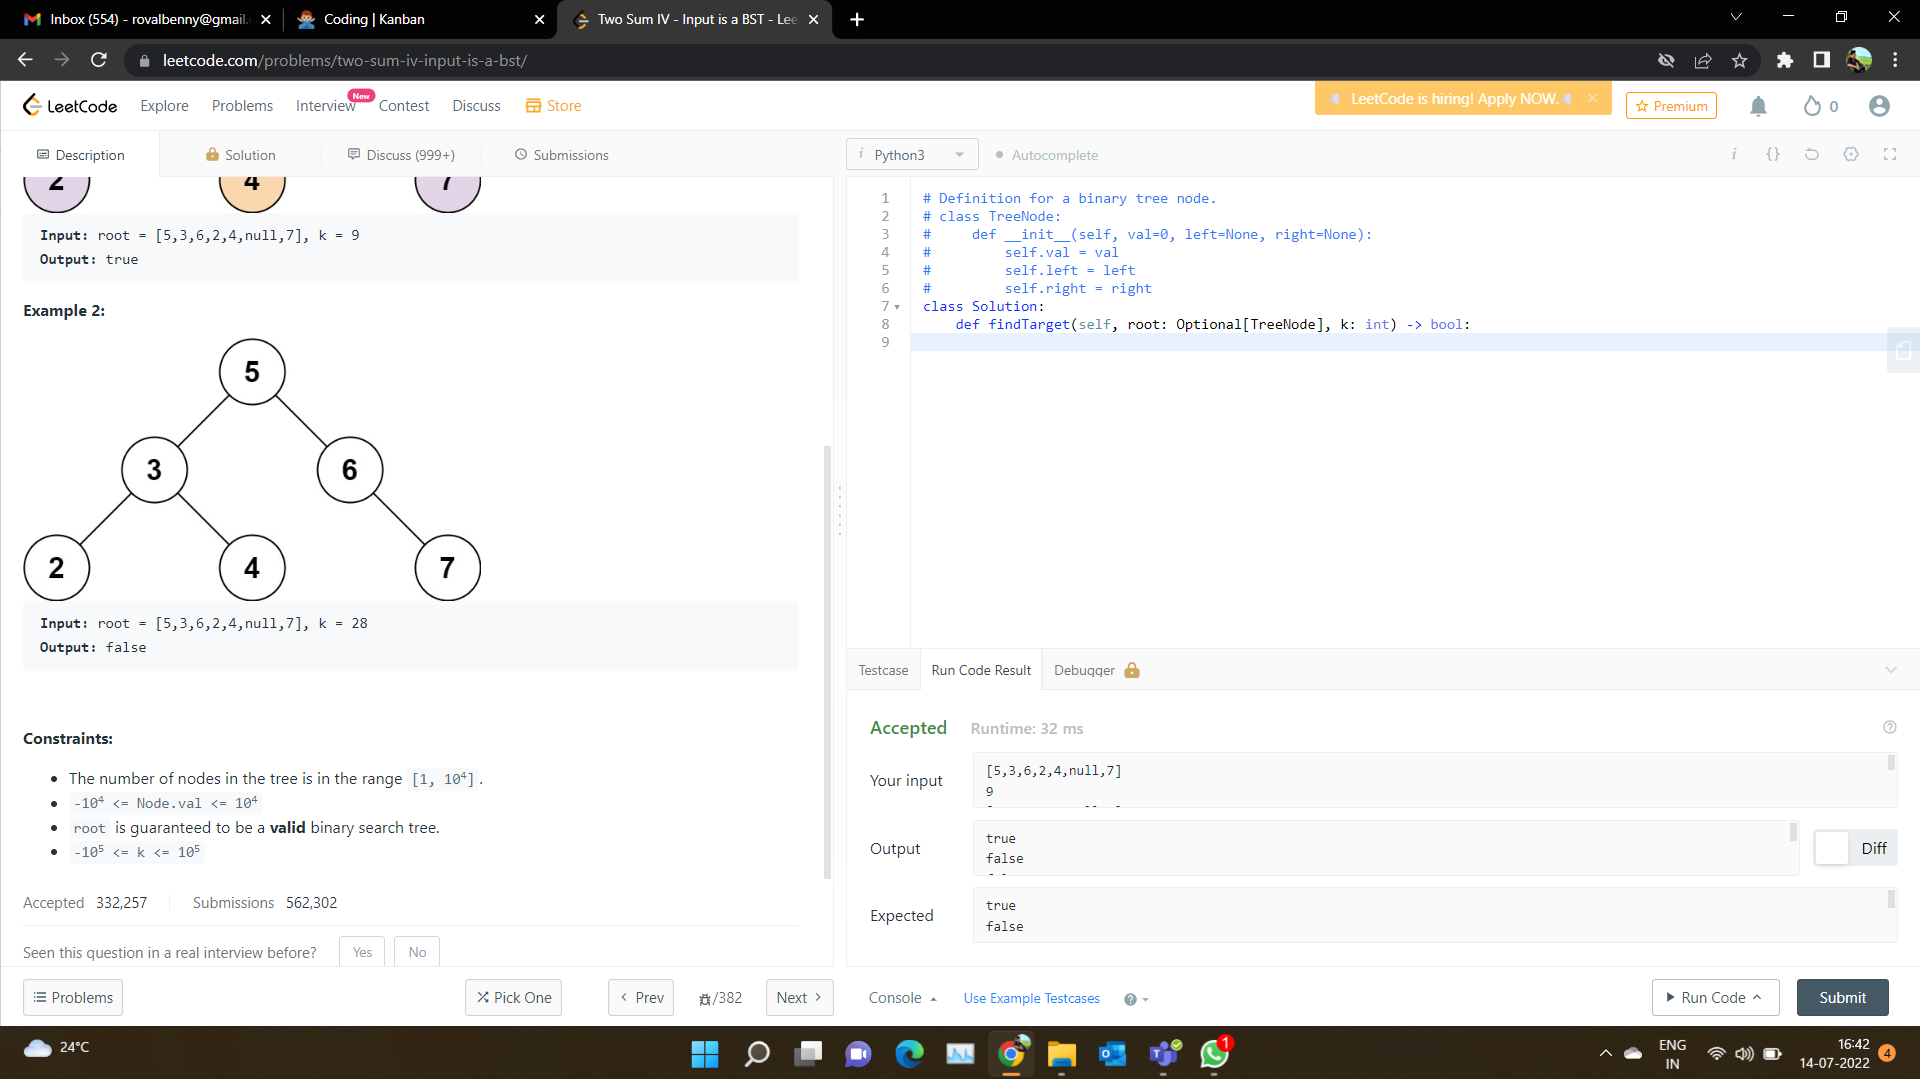 Inbox (554) - rovalbenny@gmail.
Coding | Kanban
Two Sum IV - Input is a BST - Lee
leetcode.com/problems/two-sum-iv-input-is-a-bst/
LeetCode
Explore
Problems
Interview
New
Contest
Discuss
Store
LeetCode is hiring! Apply NOW.
Premium
0
Description
Solution
Discuss (999+)
Submissions
Python3
Autocomplete
2
4
7
Input: root = [5,3,6,2,4,null,7], k = 9
Output: true
Example 2:
5
3
6
2
4
7
Input: root = [5,3,6,2,4,null,7], k = 28
Output: false
Constraints:
• The number of nodes in the tree is in the range [1, 10⁴].
• -10⁴ <= Node.val <= 10⁴
• root is guaranteed to be a valid binary search tree.
• -10⁵ <= k <= 10⁵
Accepted 332,257
Submissions 562,302
Seen this question in a real interview before?
Yes
No
Problems
Pick One
Prev
/382
Next
1 # Definition for a binary tree node.
2 # class TreeNode:
3 #     def __init__(self, val=0, left=None, right=None):
4 #         self.val = val
5 #         self.left = left
6 #         self.right = right
7 class Solution:
8     def findTarget(self, root: Optional[TreeNode], k: int) -> bool:
9
Testcase
Run Code Result
Debugger
Accepted
Runtime: 32 ms
Your input
[5,3,6,2,4,null,7]
9
Output
true
false
Diff
Expected
true
false
Console
Use Example Testcases
Run Code
Submit
24°C
1
ENG
IN
16:42
14-07-2022
4